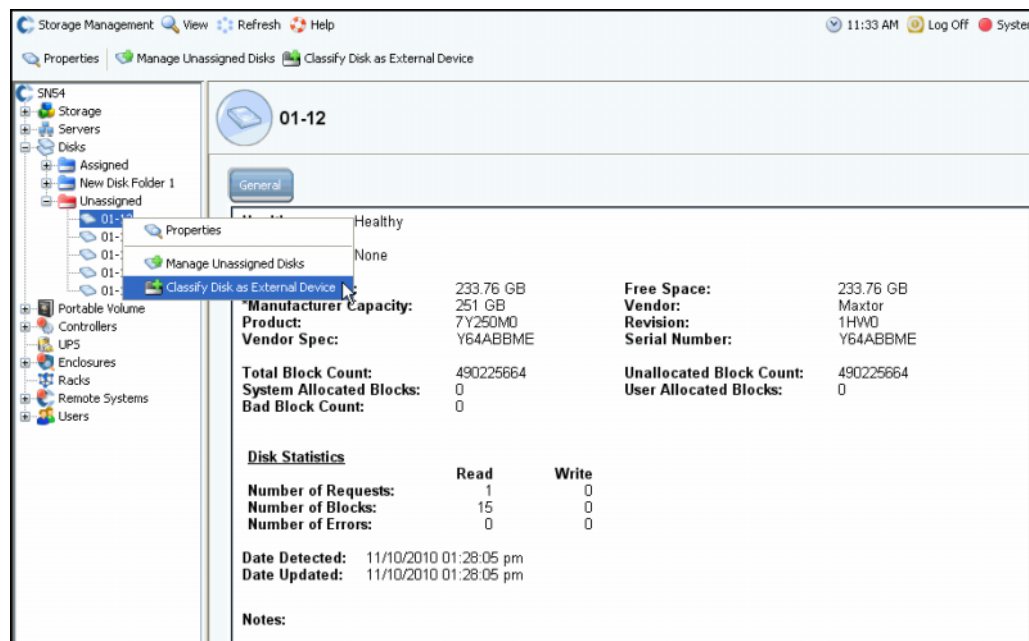 Storage Management View Refresh Help 11:33 AM Log Off
Properties Manage Unassigned Disks Classify Disk as External Device
SN54
Storage
Servers
Disks
Assigned
New Disk Folder 1
Unassigned
Portable Volume
Controllers
UPS
Enclosures
Racks
Remote Systems
Users
Properties
Manage Unassigned Disks
Classify Disk as External Device
01-12
General
Healthy
None
233.76 GB Free Space: 233.76 GB
*Manufacturer Capacity: 251 GB Vendor: Maxtor
Product: 7Y250M0 Revision: 1HW0
Vendor Spec: Y64ABBME Serial Number: Y64ABBME
Total Block Count: 490225664 Unallocated Block Count: 490225664
System Allocated Blocks: 0 User Allocated Blocks: 0
Bad Block Count: 0
Disk Statistics
Read Write
Number of Requests: 1 0
Number of Blocks: 15 0
Number of Errors: 0 0
Date Detected: 11/10/2010 01:28:05 pm
Date Updated: 11/10/2010 01:28:05 pm
Notes: